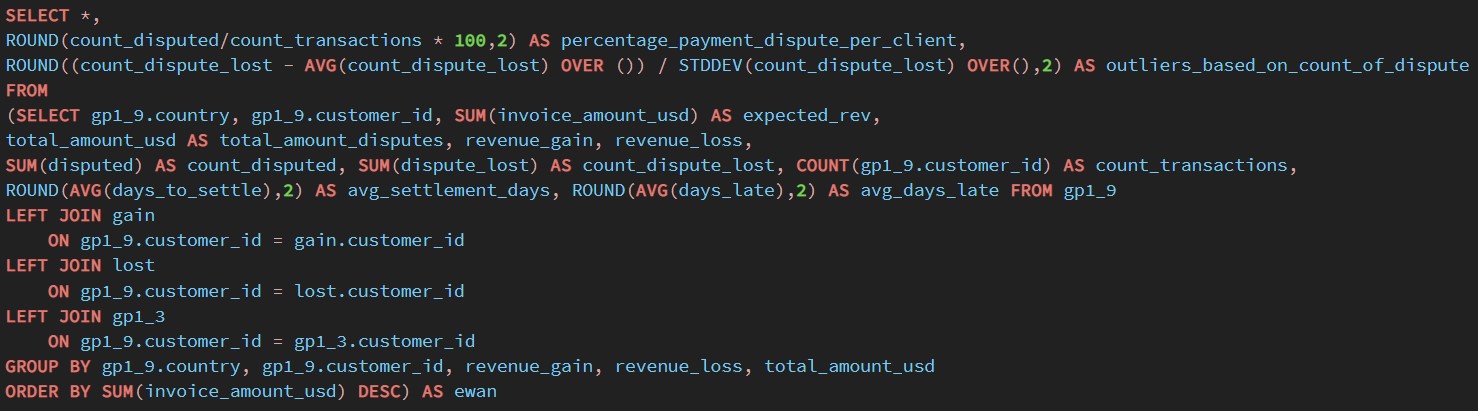 SELECT *,
ROUND(count_disputed/count_transactions * 100,2) AS percentage_payment_dispute_per_client,
ROUND((count_dispute_lost - AVG(count_dispute_lost) OVER ()) / STDDEV(count_dispute_lost) OVER(),2) AS outliers_based_on_count_of_dispute
FROM
(SELECT gp1_9.country, gp1_9.customer_id, SUM(invoice_amount_usd) AS expected_rev,
total_amount_usd AS total_amount_disputes, revenue_gain, revenue_loss,
SUM(disputed) AS count_disputed, SUM(dispute_lost) AS count_dispute_lost, COUNT(gp1_9.customer_id) AS count_transactions,
ROUND(AVG(days_to_settle),2) AS avg_settlement_days, ROUND(AVG(days_late),2) AS avg_days_late FROM gp1_9
LEFT JOIN gain
    ON gp1_9.customer_id = gain.customer_id
LEFT JOIN lost
    ON gp1_9.customer_id = lost.customer_id
LEFT JOIN gp1_3
    ON gp1_9.customer_id = gp1_3.customer_id
GROUP BY gp1_9.country, gp1_9.customer_id, revenue_gain, revenue_loss, total_amount_usd
ORDER BY SUM(invoice_amount_usd) DESC) AS ewan